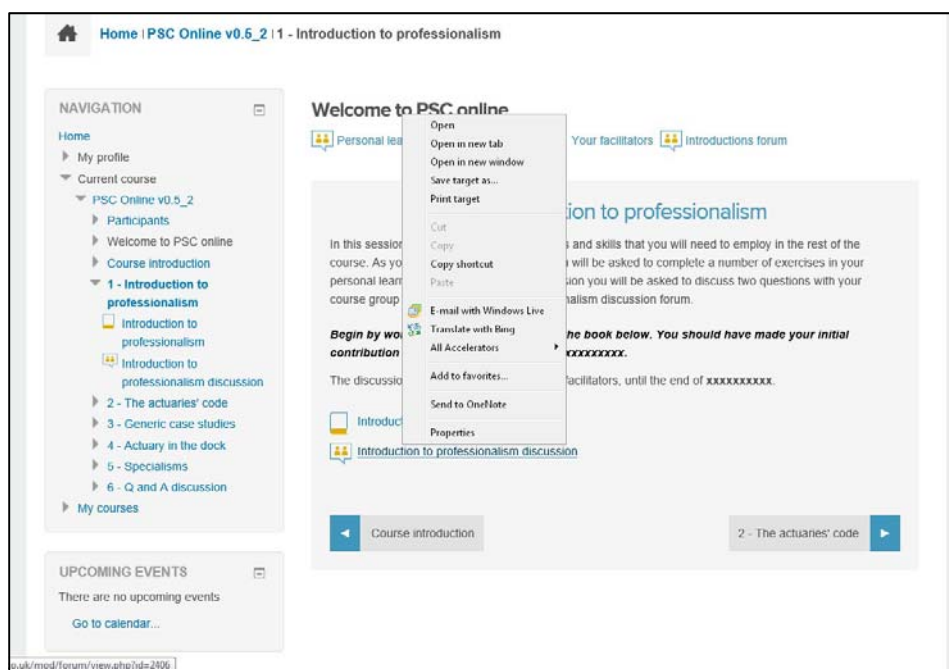 Home | PSC Online v0.5_2 | 1 - Introduction to professionalism
NAVIGATION
Home
My profile
Current course
PSC Online v0.5_2
Participants
Welcome to PSC online
Course introduction
1 - Introduction to
professionalism
Introduction to
professionalism
Introduction to
professionalism discussion
2 - The actuaries' code
3 - Generic case studies
4 - Actuary in the dock
5 - Specialisms
6 - Q and A discussion
My courses
UPCOMING EVENTS
There are no upcoming events
Go to calendar...
Welcome to PSC online
Personal lea Your facilitators Introductions forum
ion to professionalism
In this session s and skills that you will need to employ in the rest of the
course. As yo will be asked to complete a number of exercises in your
personal learn sion you will be asked to discuss two questions with your
course group nalism discussion forum.
Begin by wo he book below. You should have made your initial
contribution xxxxxxxxx.
The discussio facilitators, until the end of xxxxxxxxxx.
Introduct
Introduction to professionalism discussion
Course introduction
2 - The actuaries' code
Open
Open in new tab
Open in new window
Save target as...
Print target
Cut
Copy
Copy shortcut
Paste
E-mail with Windows Live
Translate with Bing
All Accelerators
Add to favorites...
Send to OneNote
Properties
o.uk/mod/forum/view.php?id=2406